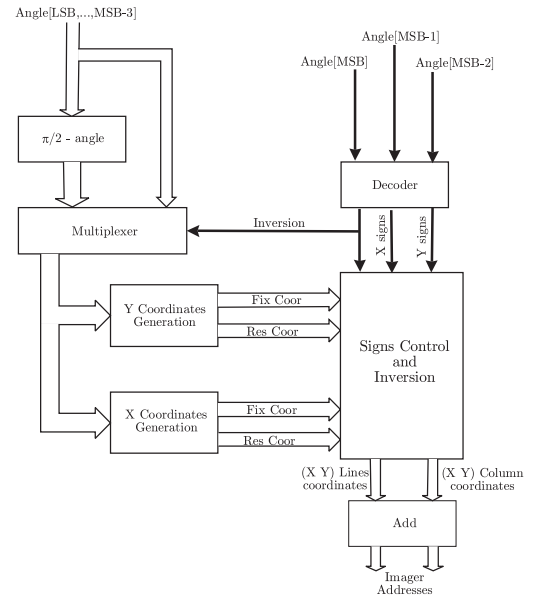 Angle[LSB,...,MSB-3]
Angle[MSB-1]
Angle[MSB]
Angle[MSB-2]
π/2 - angle
Decoder
Multiplexer
Inversion
X signs
Y signs
Y Coordinates
Generation
Fix Coor
Res Coor
Signs Control
and
Inversion
X Coordinates
Generation
Fix Coor
Res Coor
(X Y) Lines
coordinates
(X Y) Column
coordinates
Add
Imager
Addresses